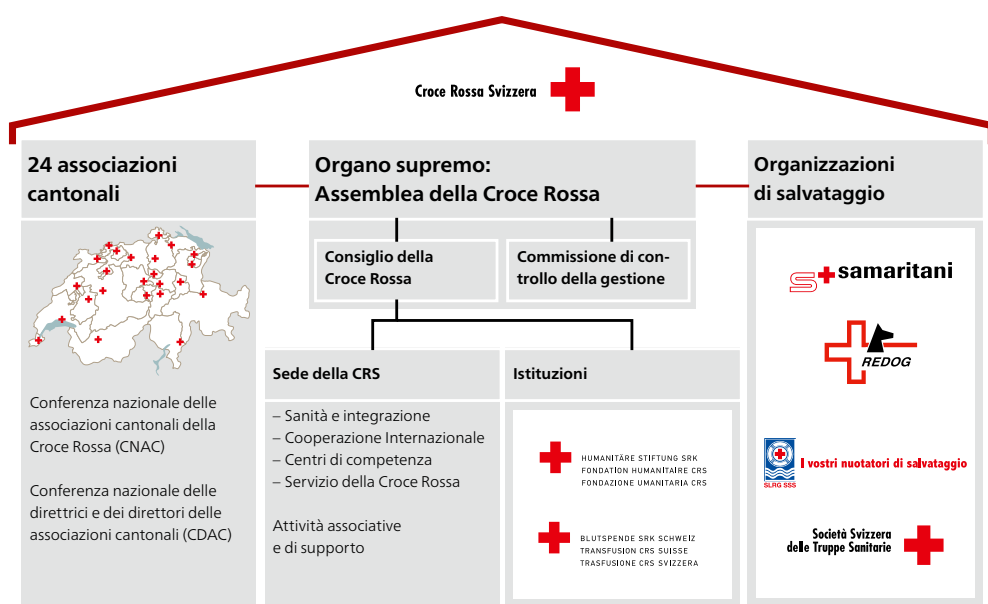 Croce Rossa Svizzera
24 associazioni
cantonali
Conferenza nazionale delle
associazioni cantonali della
Croce Rossa (CNAC)
Conferenza nazionale delle
direttrici e dei direttori delle
associazioni cantonali (CDAC)
Organo supremo:
Assemblea della Croce Rossa
Consiglio della
Croce Rossa
Commissione di con-
trollo della gestione
Sede della CRS
– Sanità e integrazione
– Cooperazione Internazionale
– Centri di competenza
– Servizio della Croce Rossa
Attività associative
e di supporto
Istituzioni
HUMANITÄRE STIFTUNG SRK
FONDATION HUMANITAIRE CRS
FONDAZIONE UMANITARIA CRS
BLUTSPENDE SRK SCHWEIZ
TRANSFUSION CRS SUISSE
TRASFUSIONE CRS SVIZZERA
Organizzazioni
di salvataggio
s samaritani
REDOG
SLRG SSS
I vostri nuotatori di salvataggio
Società Svizzera
delle Truppe Sanitarie